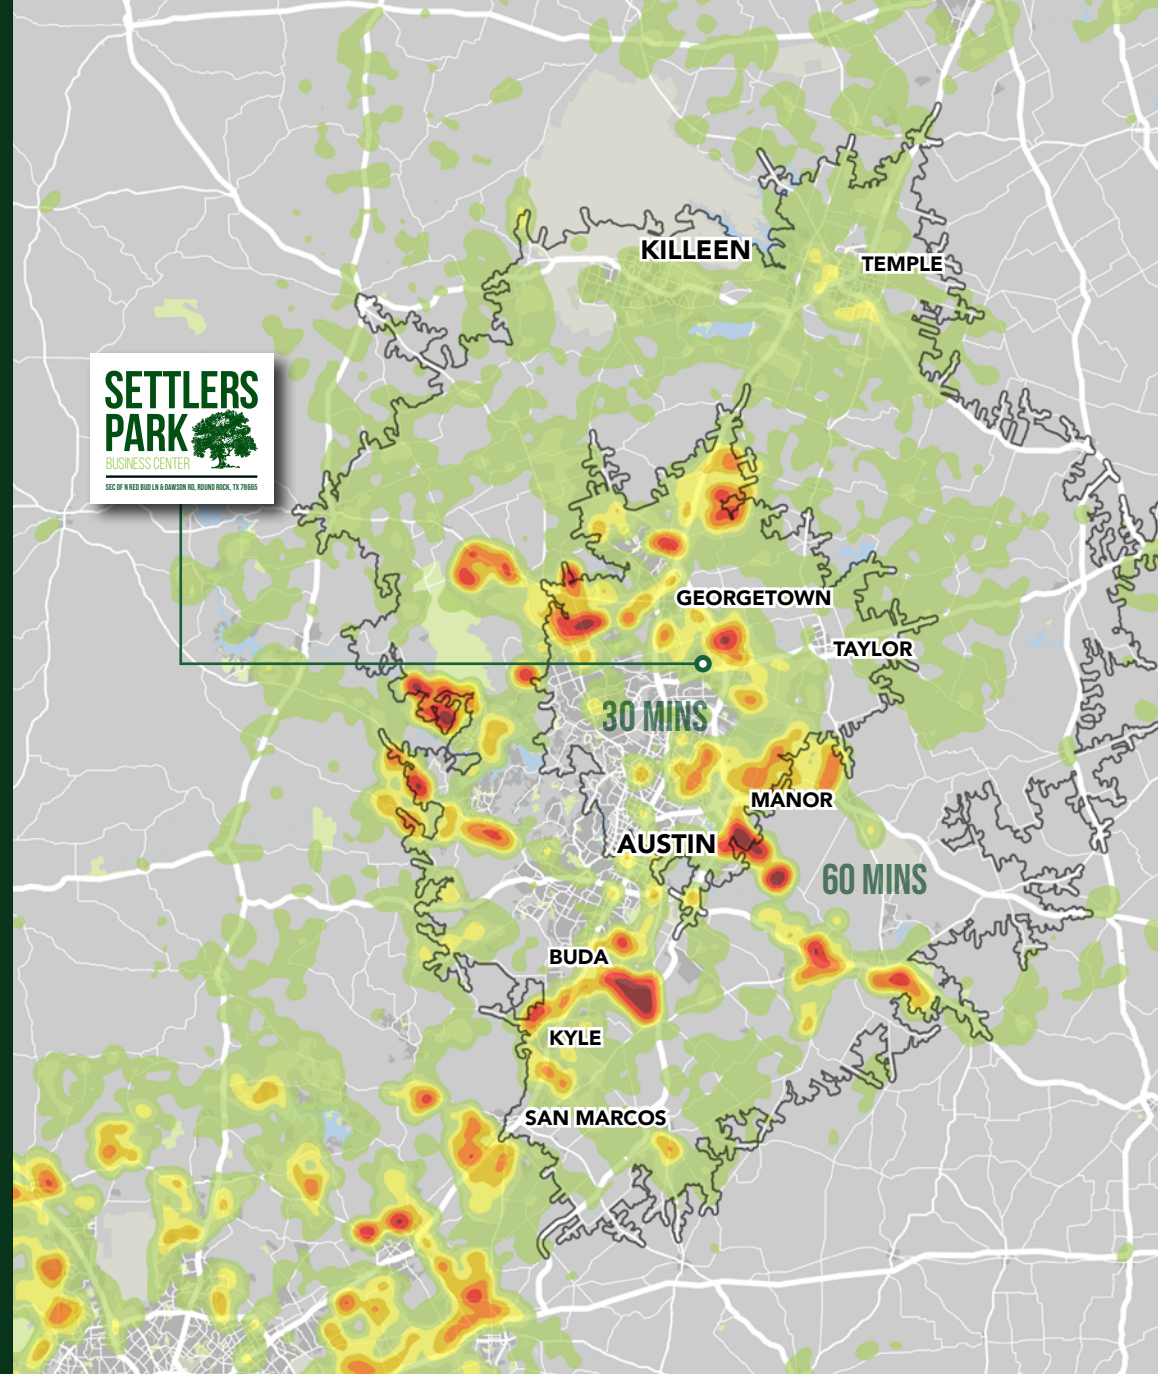 KILLEEN
TEMPLE
SETTLERS
PARK
BUSINESS CENTER
SEC OF N RED BUD LN & DAWSON RD, ROUND ROCK, TX 78665
GEORGETOWN
TAYLOR
30 MINS
MANOR
AUSTIN
60 MINS
BUDA
KYLE
SAN MARCOS